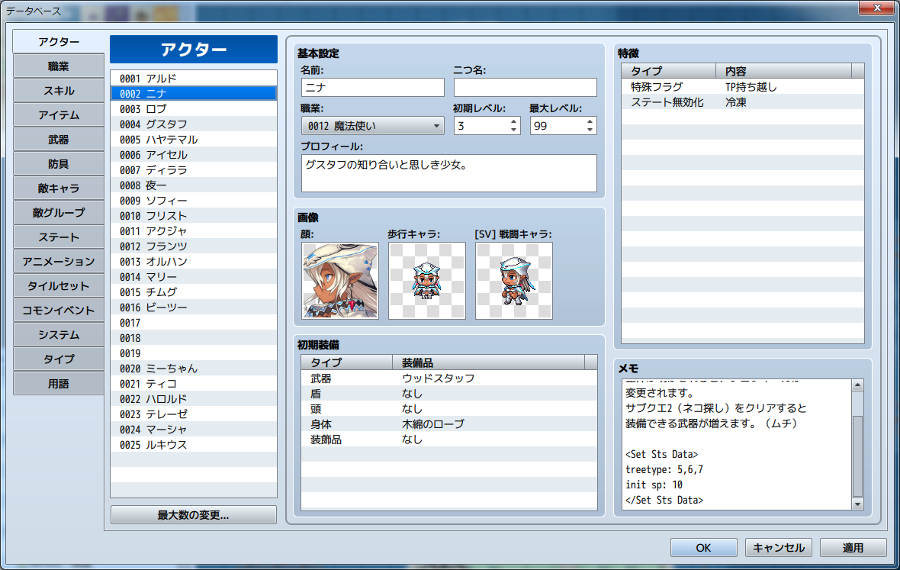 データベース
アクター
職業
スキル
アイテム
武器
防具
敵キャラ
敵グループ
ステート
アニメーション
タイルセット
コモンイベント
システム
タイプ
用語
アクター
0001 アルド
0002 ニナ
0003 ロブ
0004 グスタフ
0005 ハヤテマル
0006 アイセル
0007 ディララ
0008 夜一
0009 ソフィー
0010 フリスト
0011 アクジャ
0012 フランツ
0013 オルハン
0014 マリー
0015 チムグ
0016 ビーツー
0017
0018
0019
0020 ミーちゃん
0021 ティコ
0022 ハロルド
0023 テレーゼ
0024 マーシャ
0025 ルキウス
最大数の変更...
基本設定
名前:
二つ名:
ニナ
職業:
初期レベル:
最大レベル:
0012 魔法使い
3
99
プロフィール:
グスタフの知り合いと思しき少女。
画像
顔:
歩行キャラ:
[SV] 戦闘キャラ:
初期装備
タイプ 装備品
武器 ウッドスタッフ
盾 なし
頭 なし
身体 木綿のローブ
装飾品 なし
特徴
タイプ 内容
特殊フラグ TP持ち越し
ステート無効化 冷凍
メモ
変更されます。
サブクエ2（ネコ探し）をクリアすると
装備できる武器が増えます。（ムチ）
<Set Sts Data>
treetype: 5,6,7
init sp: 10
</Set Sts Data>
OK
キャンセル
適用